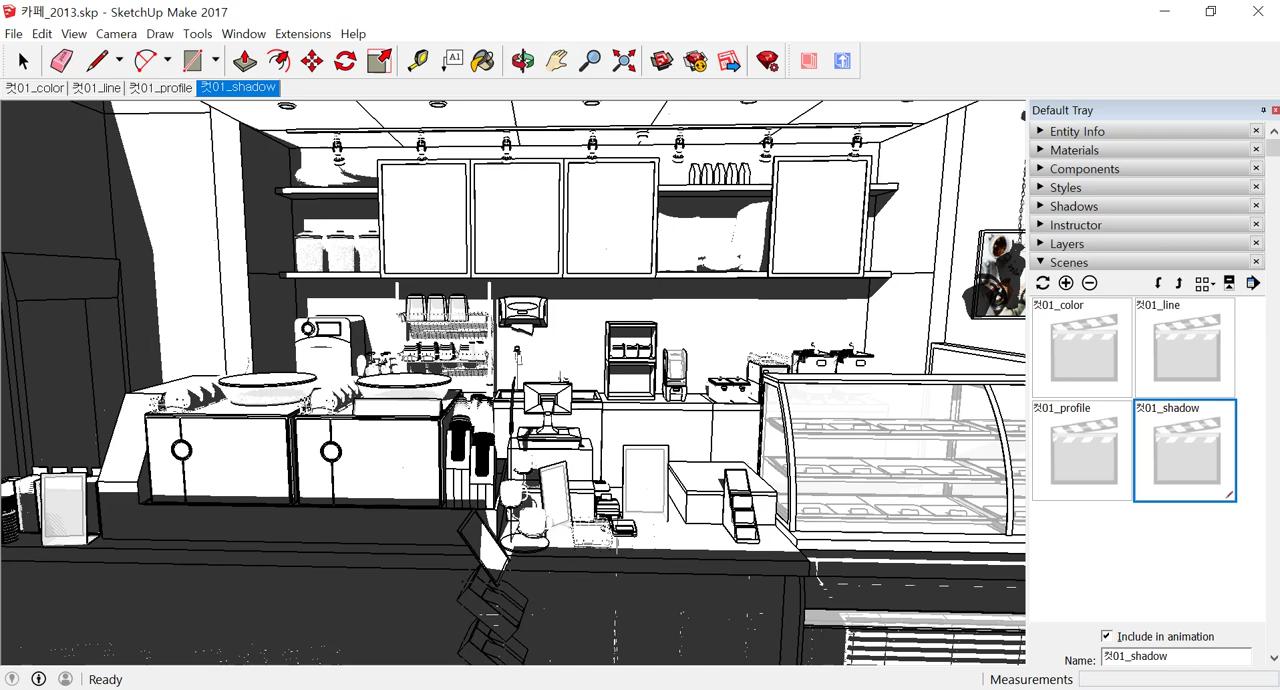 카페_2013.skp - SketchUp Make 2017
File Edit View Camera Draw Tools Window Extensions Help
A1
컷01_color 컷01_line 컷01_profile 컷01_shadow
Default Tray
Entity Info
Materials
Components
Styles
Shadows
Instructor
Layers
Scenes
컷01_color 컷01_line
컷01_profile 컷01_shadow
Include in animation
Name: 컷01_shadow
Ready
Measurements